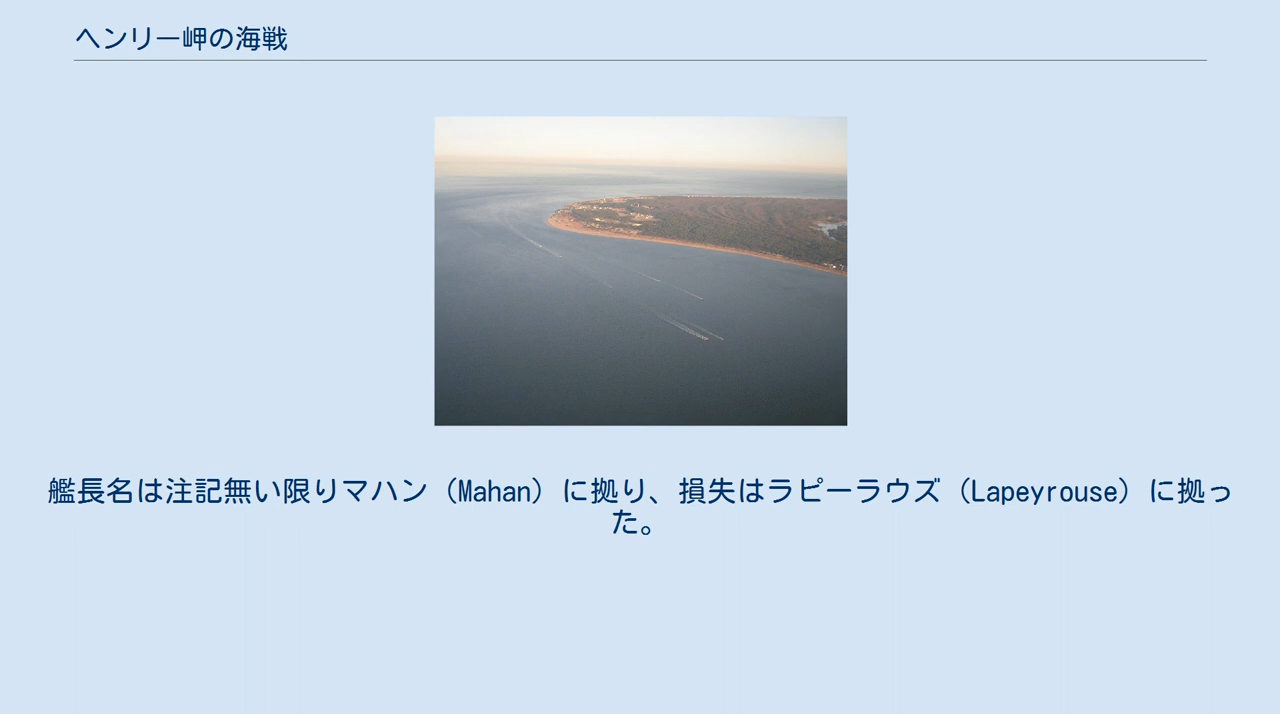 ヘンリー岬の海戦
艦長名は注記無い限りマハン（Mahan）に拠り、損失はラピーラウズ（Lapeyrouse）に拠っ
た。